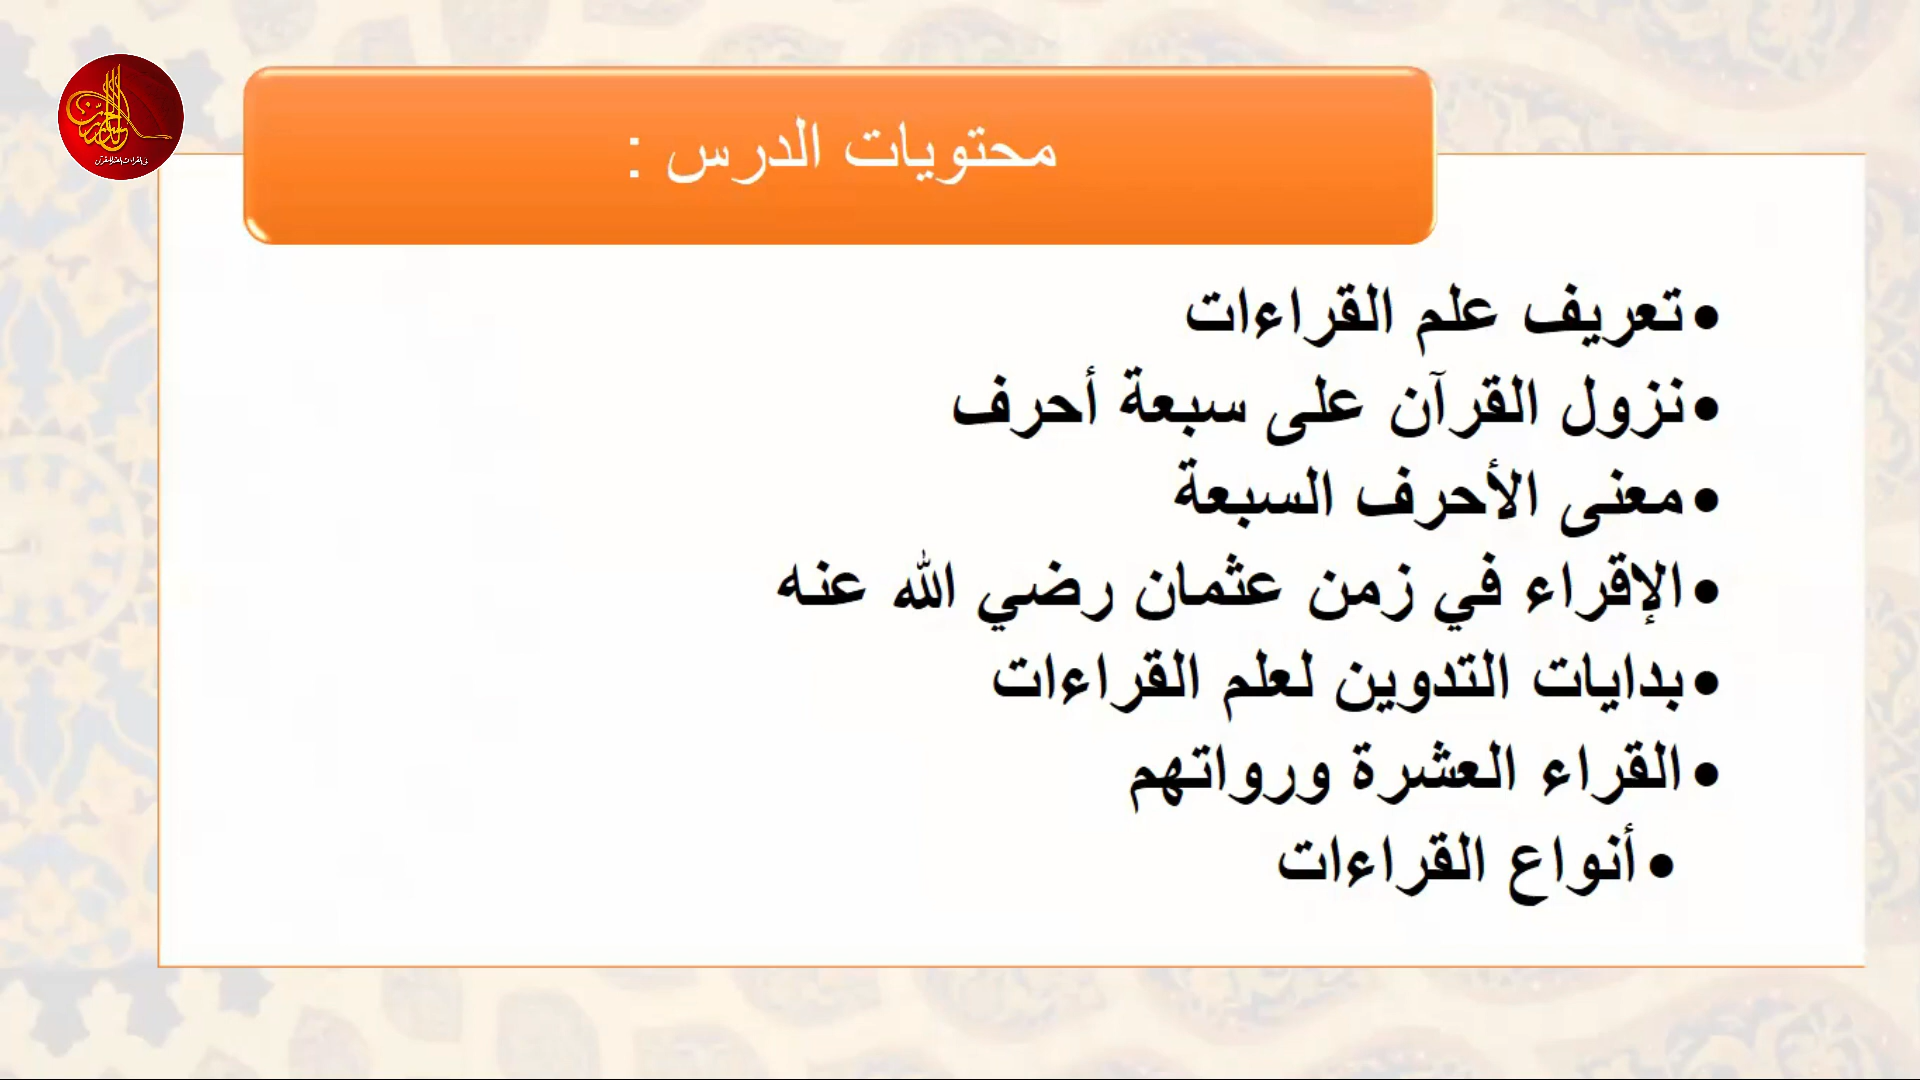 محتويات الدرس :
• تعريف علم القراءات
• نزول القرآن على سبعة أحرف
• معنى الأحرف السبعة
• الإقراء في زمن عثمان رضي الله عنه
• بدايات التدوين لعلم القراءات
• القراء العشرة ورواتهم
• أنواع القراءات